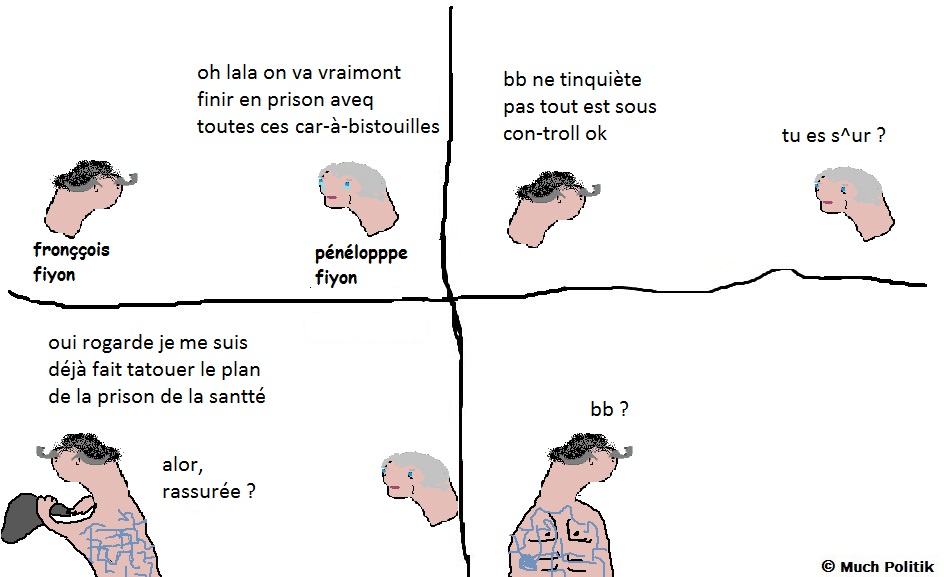 oh lala on va vraimont
finir en prison aveq
toutes ces car-à-bistouilles
fronççois
fiyon
pénélopppe
fiyon
bb ne tinquiète
pas tout est sous
con-troll ok
tu es s^ur ?
oui rogarde je me suis
déjà fait tatouer le plan
de la prison de la santté
alor,
rassurée ?
bb ?
© Much Politik